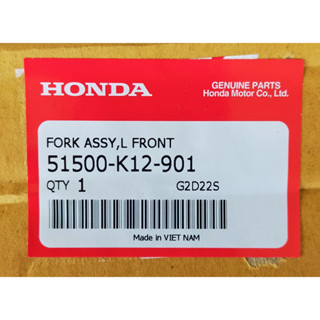 HONDA
GENUINE PARTS
Honda Motor Co., Ltd.
FORK ASSY,L FRONT
51500-K12-901
QTY 1 G2D22S
Made in VIET NAM